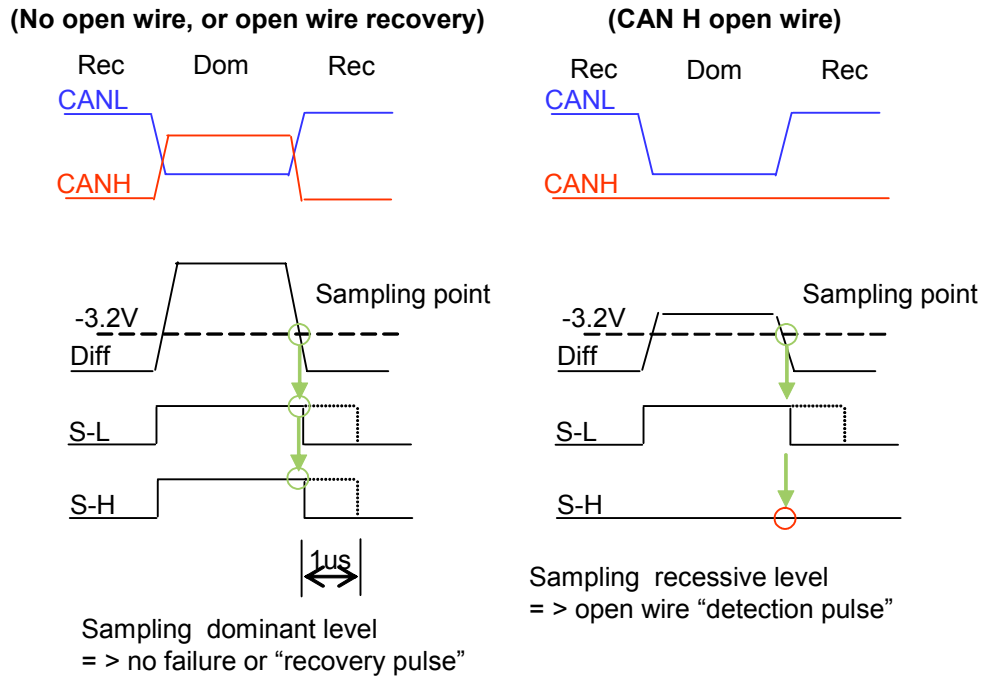 (No open wire, or open wire recovery)
Rec Dom Rec
CANL
CANH
Sampling point
-3.2V
Diff
S-L
S-H
1us
Sampling dominant level
= > no failure or “recovery pulse”
(CAN H open wire)
Rec Dom Rec
CANL
CANH
Sampling point
-3.2V
Diff
S-L
S-H
Sampling recessive level
= > open wire “detection pulse”